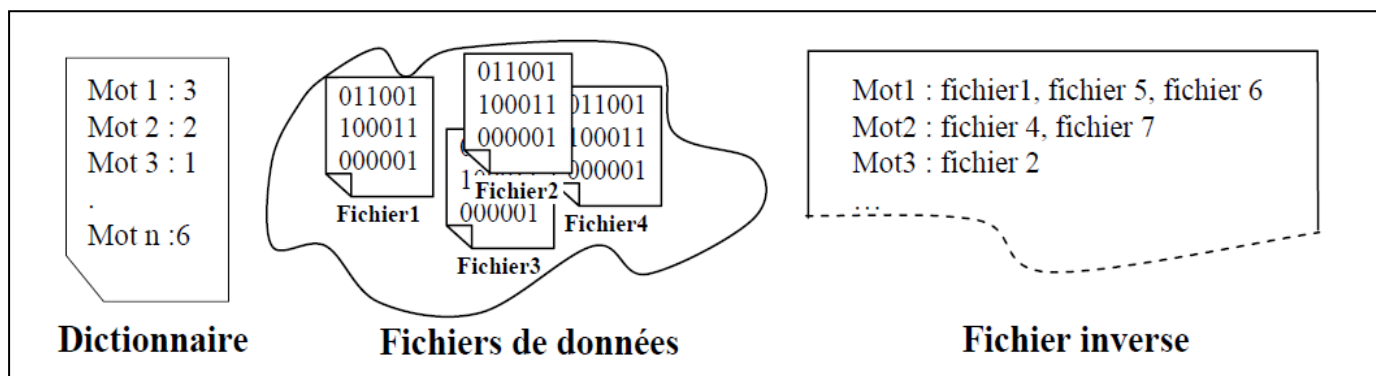 Mot 1 : 3
Mot 2 : 2
Mot 3 : 1
.
Mot n :6
Dictionnaire
011001
100011
000001
Fichier1
011001
100011
000001
Fichier2
000001
Fichier3
011001
100011
000001
Fichier4
Fichiers de données
Mot1 : fichier1, fichier 5, fichier 6
Mot2 : fichier 4, fichier 7
Mot3 : fichier 2
...
Fichier inverse